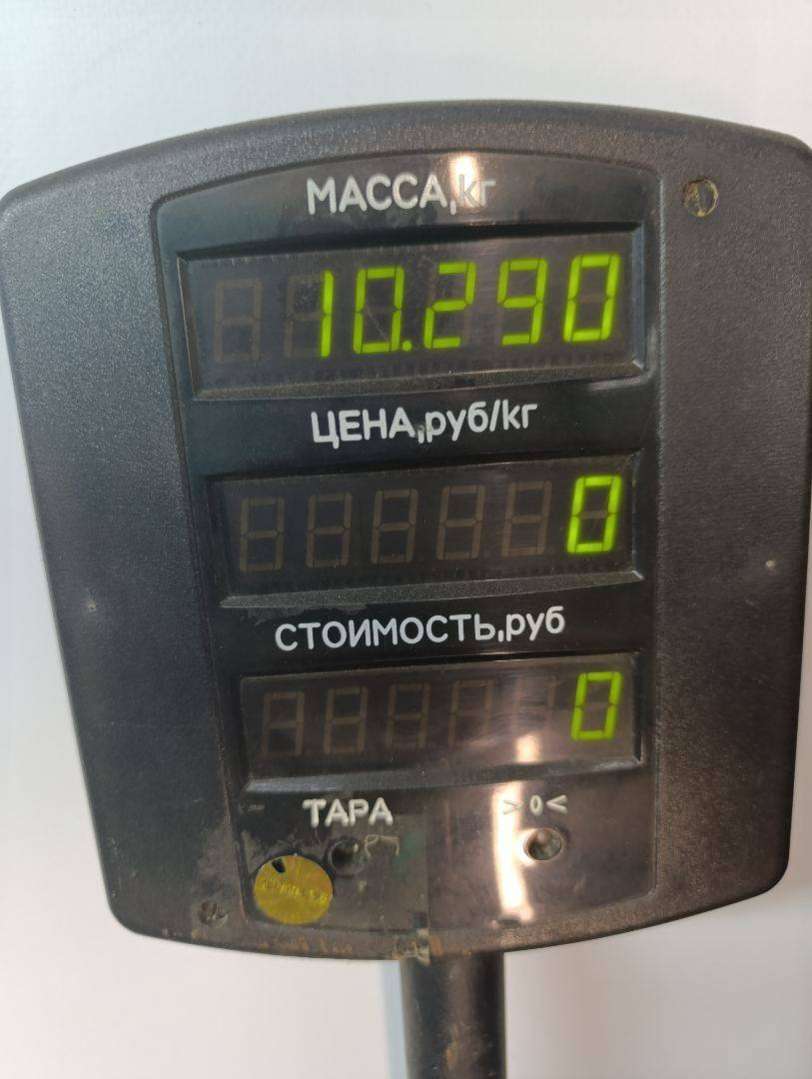 МАССА,кг
10.290
ЦЕНА,руб/кг
0
СТОИМОСТЬ,руб
0
ТАРА >0<